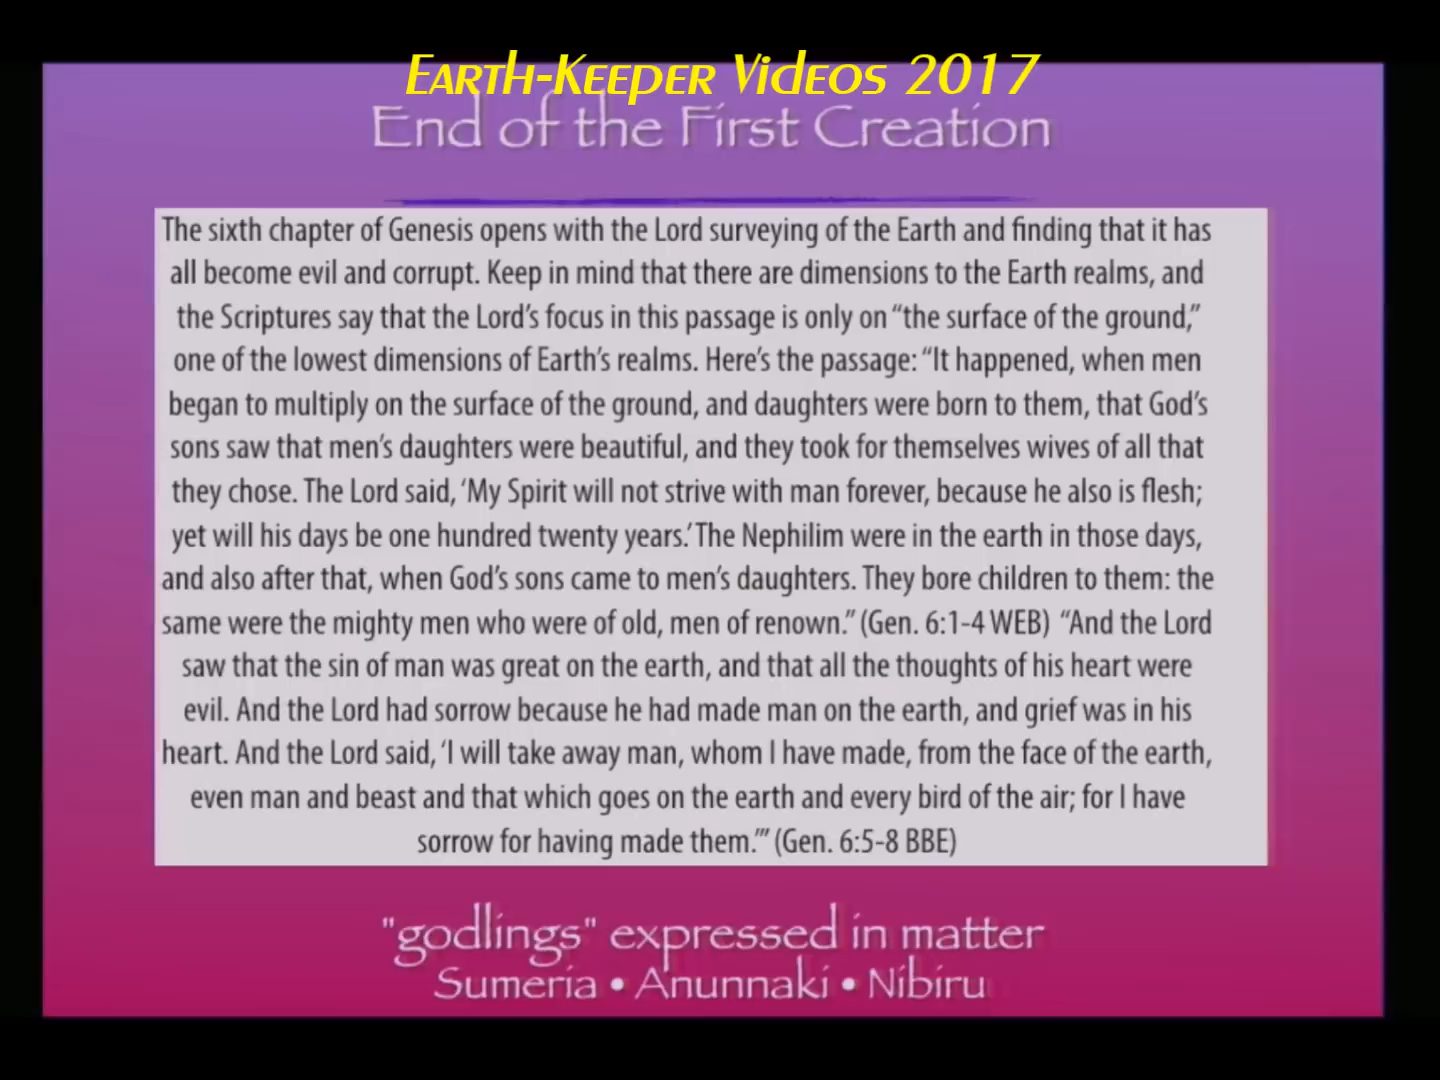 Earth-Keeper Videos 2017
End of the First Creation
The sixth chapter of Genesis opens with the Lord surveying of the Earth and finding that it has
all become evil and corrupt. Keep in mind that there are dimensions to the Earth realms, and
the Scriptures say that the Lord’s focus in this passage is only on “the surface of the ground,”
one of the lowest dimensions of Earth’s realms. Here’s the passage: “It happened, when men
began to multiply on the surface of the ground, and daughters were born to them, that God’s
sons saw that men’s daughters were beautiful, and they took for themselves wives of all that
they chose. The Lord said, ‘My Spirit will not strive with man forever, because he also is flesh;
yet will his days be one hundred twenty years.’ The Nephilim were in the earth in those days,
and also after that, when God’s sons came to men’s daughters. They bore children to them: the
same were the mighty men who were of old, men of renown.” (Gen. 6:1-4 WEB) “And the Lord
saw that the sin of man was great on the earth, and that all the thoughts of his heart were
evil. And the Lord had sorrow because he had made man on the earth, and grief was in his
heart. And the Lord said, ‘I will take away man, whom I have made, from the face of the earth,
even man and beast and that which goes on the earth and every bird of the air; for I have
sorrow for having made them.’” (Gen. 6:5-8 BBE)
"godlings" expressed in matter
Sumeria • Anunnaki • Nibiru